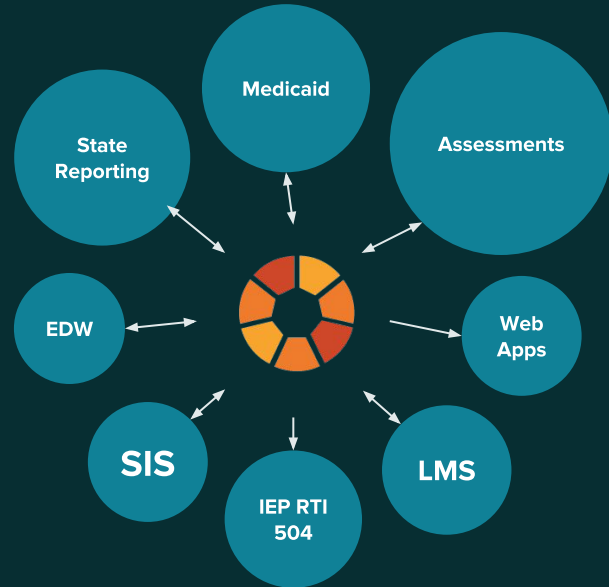 Medicaid
State
Reporting
Assessments
EDW
Web
Apps
SIS
LMS
IEP RTI
504